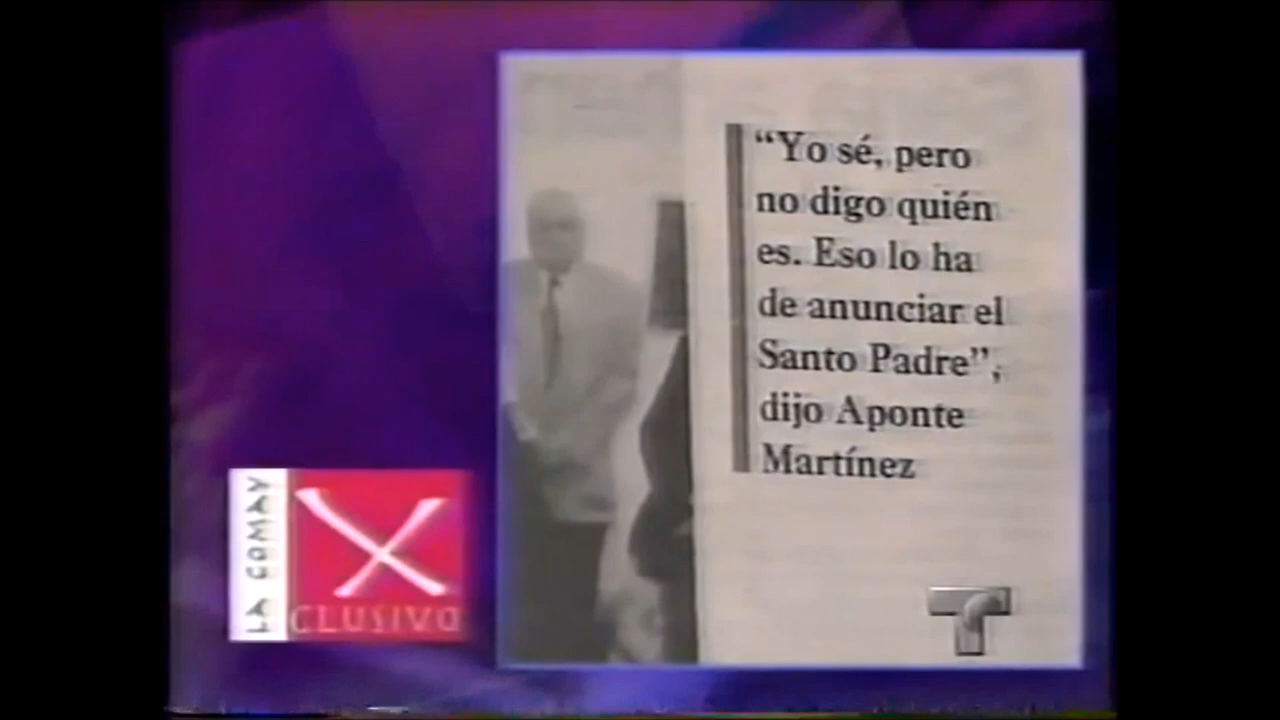 “Yo sé, pero
no digo quién
es. Eso lo ha
de anunciar el
Santo Padre”,
dijo Aponte
Martínez
LA COMAY
X
CLUSIVO
T